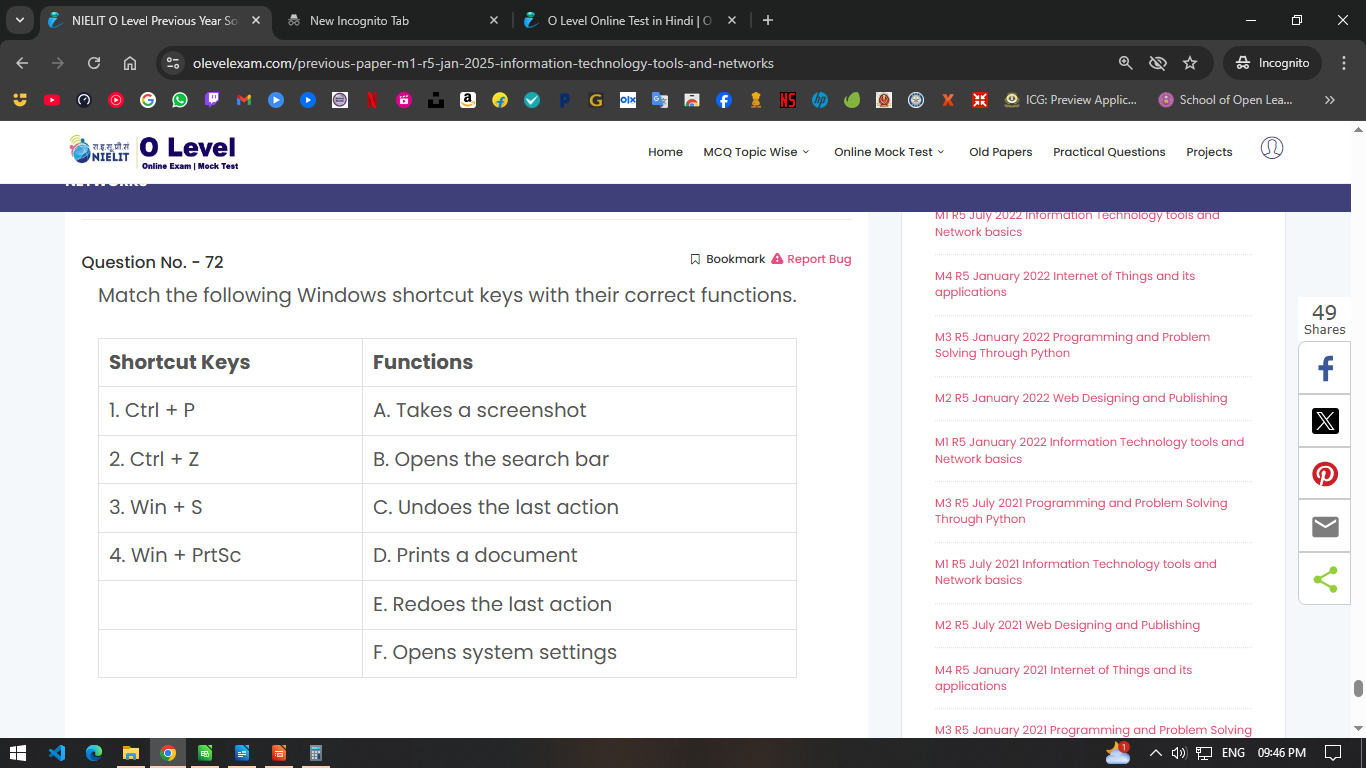 NIELIT O Level Previous Year So
New Incognito Tab
O Level Online Test in Hindi | O
olevelexam.com/previous-paper-m1-r5-jan-2025-information-technology-tools-and-networks
Incognito
ICG: Preview Applic...
School of Open Lea...
NIELIT
O Level
Online Exam | Mock Test
Home
MCQ Topic Wise
Online Mock Test
Old Papers
Practical Questions
Projects
NETWORKS
Question No. - 72
Bookmark
Report Bug
Match the following Windows shortcut keys with their correct functions.
Shortcut Keys
Functions
1. Ctrl + P
A. Takes a screenshot
2. Ctrl + Z
B. Opens the search bar
3. Win + S
C. Undoes the last action
4. Win + PrtSc
D. Prints a document
E. Redoes the last action
F. Opens system settings
M1 R5 July 2022 Information Technology tools and
Network basics
M4 R5 January 2022 Internet of Things and its
applications
M3 R5 January 2022 Programming and Problem
Solving Through Python
M2 R5 January 2022 Web Designing and Publishing
M1 R5 January 2022 Information Technology tools and
Network basics
M3 R5 July 2021 Programming and Problem Solving
Through Python
M1 R5 July 2021 Information Technology tools and
Network basics
M2 R5 July 2021 Web Designing and Publishing
M4 R5 January 2021 Internet of Things and its
applications
M3 R5 January 2021 Programming and Problem Solving
49
Shares
1
ENG
09:46 PM